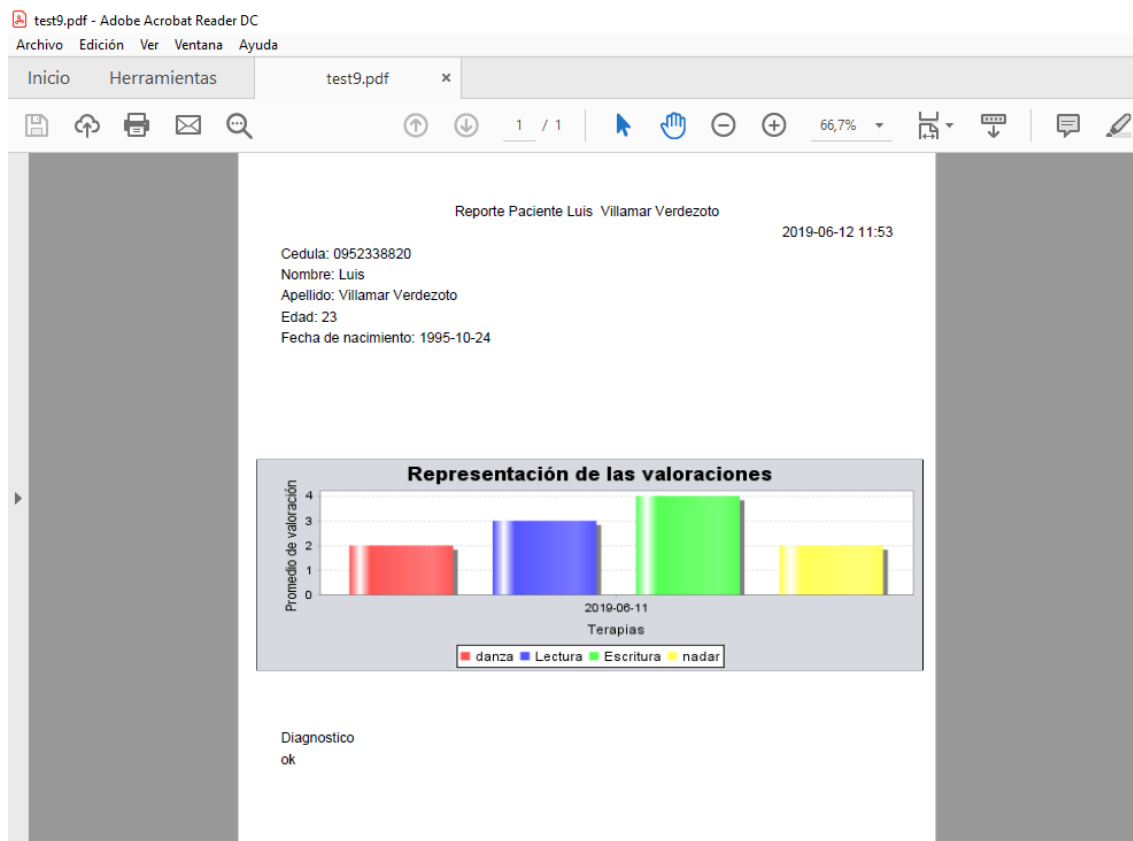 test9.pdf - Adobe Acrobat Reader DC
Archivo Edición Ver Ventana Ayuda
Inicio Herramientas test9.pdf ×
1 / 1 66,7%
Reporte Paciente Luis Villamar Verdezoto
2019-06-12 11:53
Cedula: 0952338820
Nombre: Luis
Apellido: Villamar Verdezoto
Edad: 23
Fecha de nacimiento: 1995-10-24
Representación de las valoraciones
Promedio de valoración
4
3
2
1
0
2019-06-11
Terapias
danza Lectura Escritura nadar
Diagnostico
ok